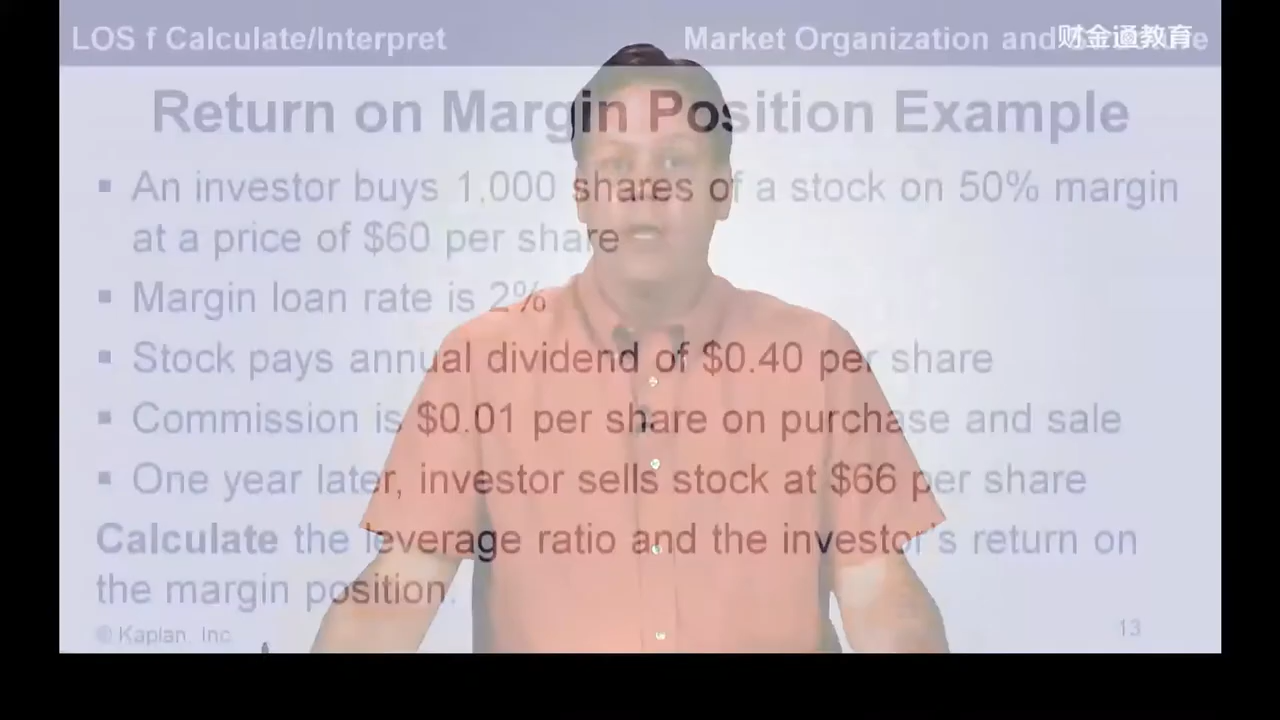 LOS f Calculate/Interpret
Market Organization and
财金通教育
Return on Margin Position Example
▪ An investor buys 1,000 shares of a stock on 50% margin
at a price of $60 per share
▪ Margin loan rate is 2%
▪ Stock pays annual dividend of $0.40 per share
▪ Commission is $0.01 per share on purchase and sale
▪ One year later, investor sells stock at $66 per share
Calculate the leverage ratio and the investor's return on
the margin position.
© Kaplan, Inc.
13